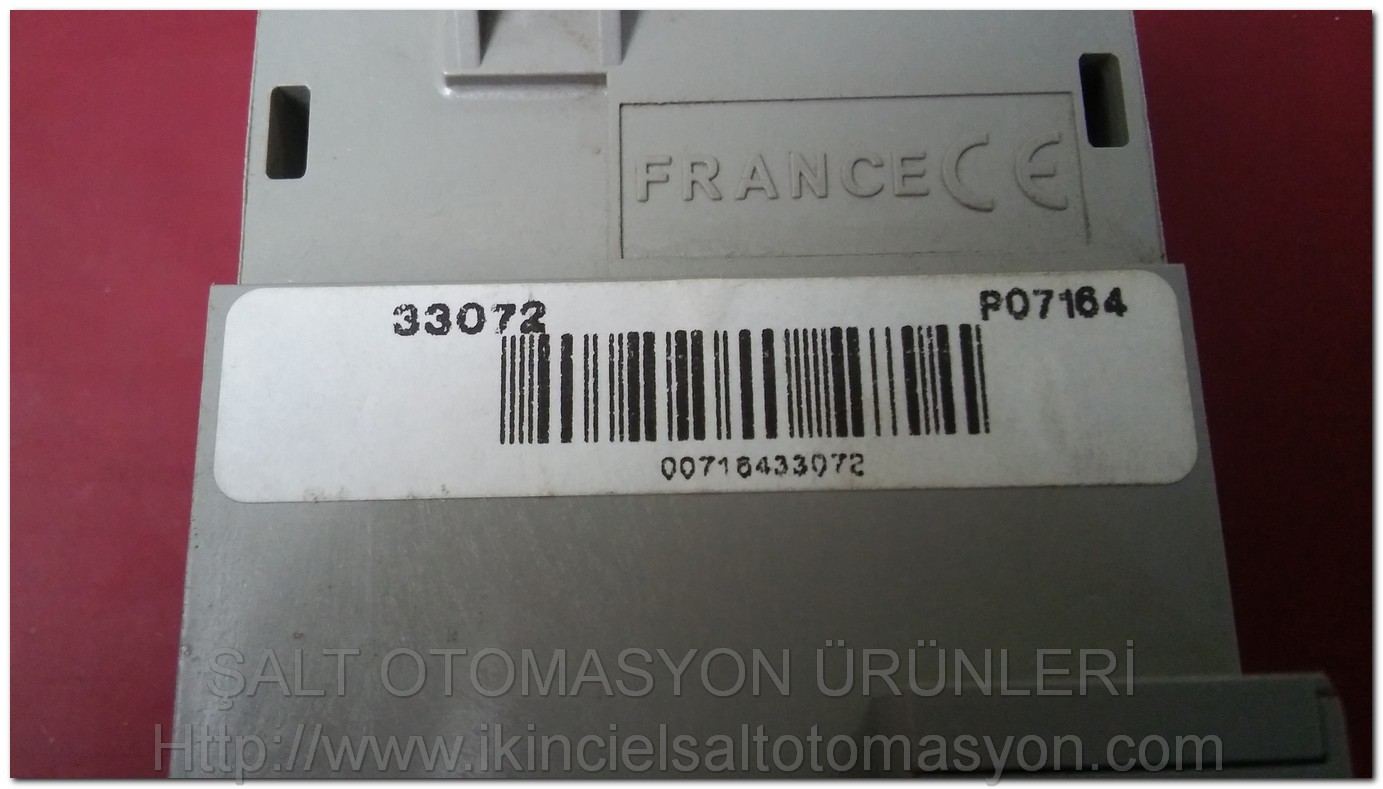 FRANCE CE
33072 P07164
00716433072
ŞALT OTOMASYON ÜRÜNLERİ
Http://www.ikincielsaltotomasyon.com